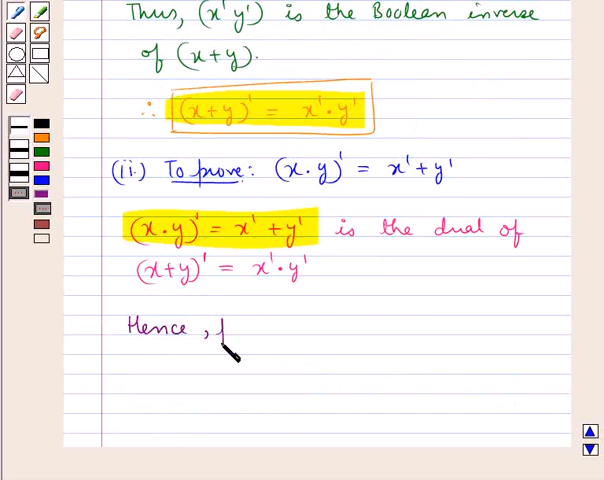 Thus, (x' y') is the Boolean inverse
of (x+y).
∴ (x+y)' = x'·y'
(ii.) To prove: (x·y)' = x'+y'
(x·y)' = x'+y' is the dual of
(x+y)' = x'·y'
Hence,